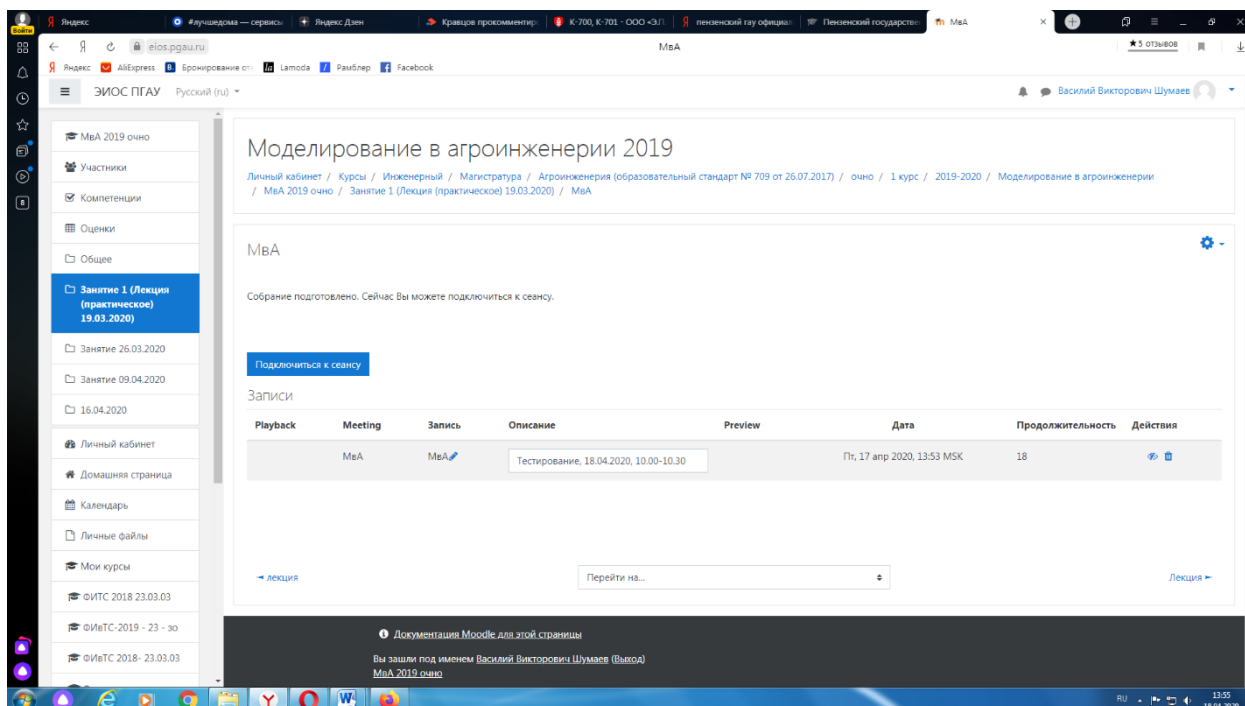 Яндекс
#лучшедома — сервисы
Яндекс Дзен
Кравцов прокомментир
К-700, К-701 - ООО «З.Г.
пензенский гау официал
Пензенский государстве
МвА
Войти
eios.pgau.ru
МвА
★5 отзывов
Яндекс AliExpress Бронирование от Lamoda Рамблер Facebook
ЭИОС ПГАУ Русский (ru)
Василий Викторович Шумаев
МвА 2019 очно
Участники
Компетенции
Оценки
Общее
Занятие 1 (Лекция
(практическое)
19.03.2020)
Занятие 26.03.2020
Занятие 09.04.2020
16.04.2020
Личный кабинет
Домашняя страница
Календарь
Личные файлы
Мои курсы
ФИТС 2018 23.03.03
ФИвТС-2019 - 23 - зо
ФИвТС 2018- 23.03.03
Моделирование в агроинженерии 2019
Личный кабинет / Курсы / Инженерный / Магистратура / Агроинженерия (образовательный стандарт № 709 от 26.07.2017) / очно / 1 курс / 2019-2020 / Моделирование в агроинженерии
/ МвА 2019 очно / Занятие 1 (Лекция (практическое) 19.03.2020) / МвА
МвА
Собрание подготовлено. Сейчас Вы можете подключиться к сеансу.
Подключиться к сеансу
Записи
Playback Meeting Запись Описание Preview Дата Продолжительность Действия
МвА МвА Тестирование, 18.04.2020, 10.00-10.30 Пт, 17 апр 2020, 13:53 MSK 18
◄ лекция
Перейти на...
Лекция ►
Документация Moodle для этой страницы
Вы зашли под именем Василий Викторович Шумаев (Выход)
МвА 2019 очно
RU
13:55
18.04.2020